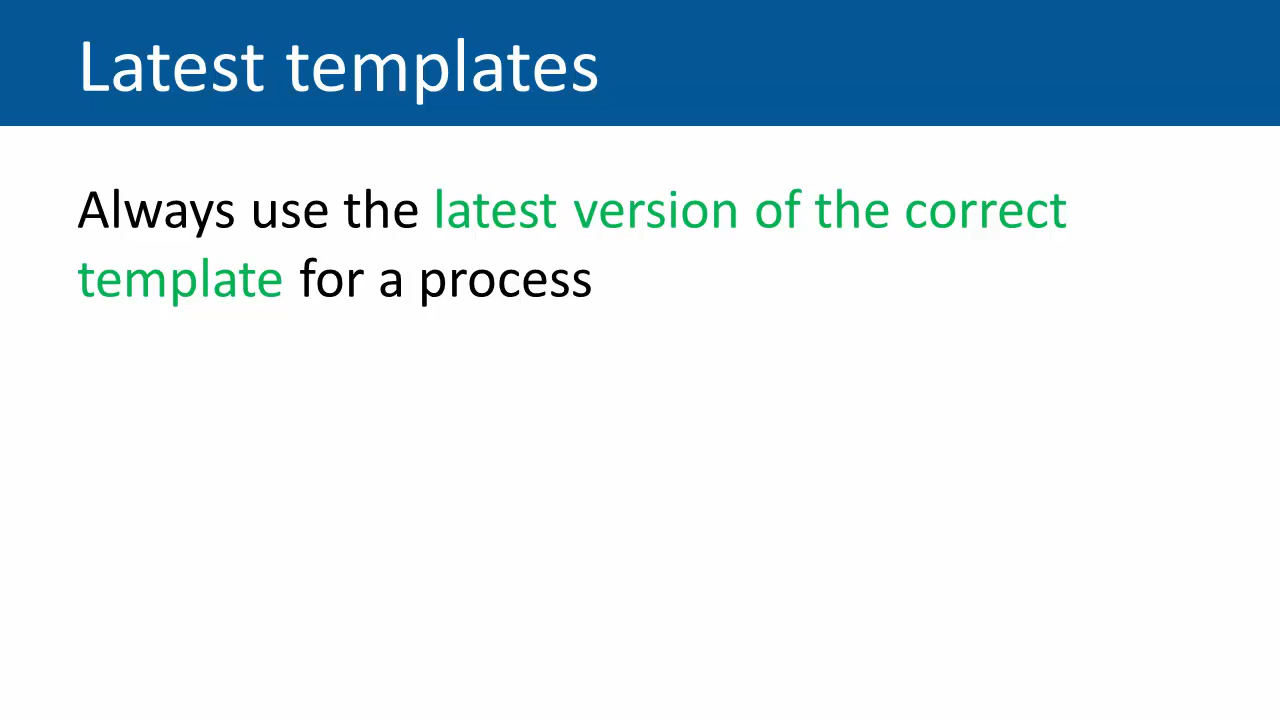 Latest templates
Always use the latest version of the correct
template for a process